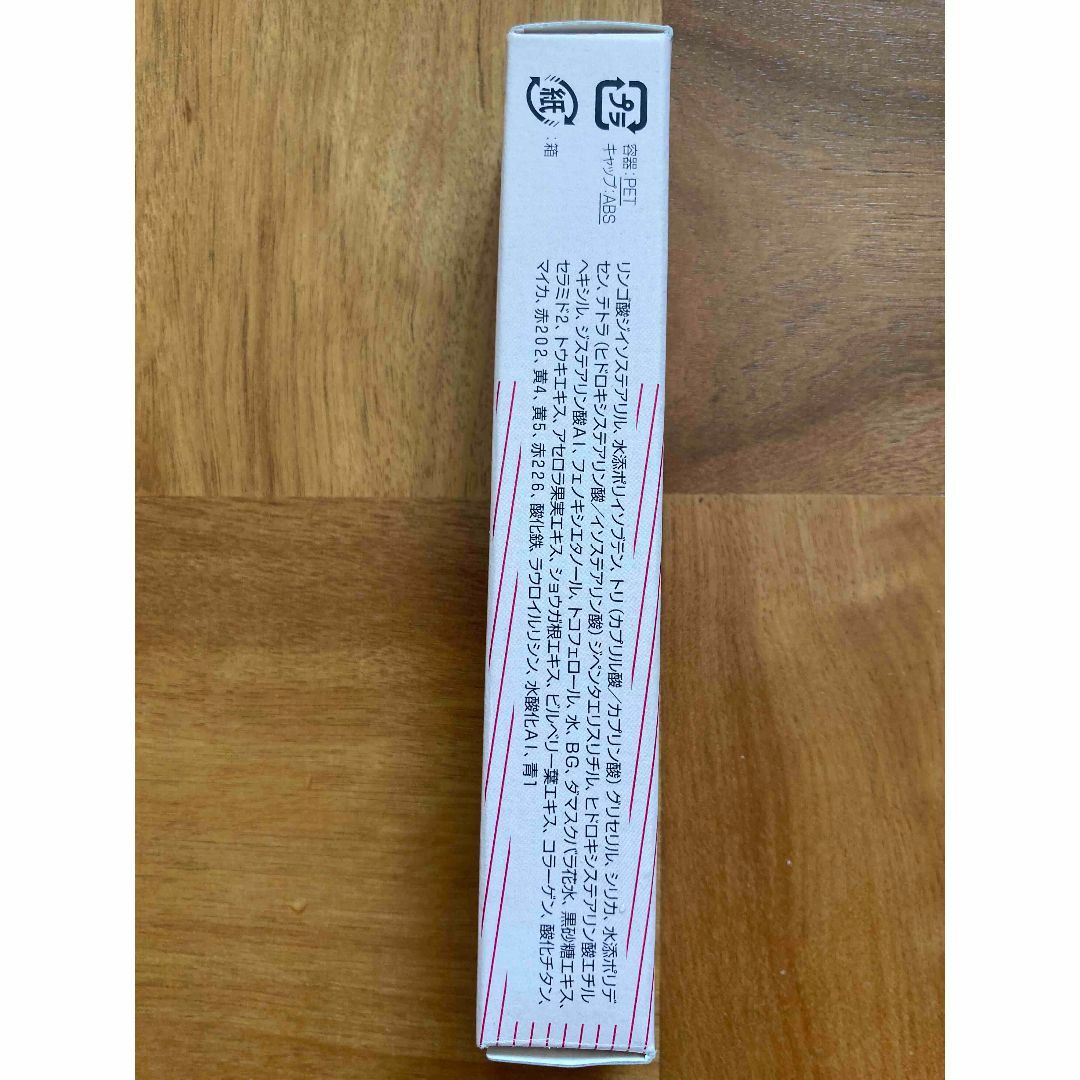 プラ
容器：PET
キャップ：ABS
紙
：箱
リンゴ酸ジイソステアリル、水添ポリイソブテン、トリ（カプリル酸／カプリン酸）グリセリル、シリカ、水添ポリデ
セン、テトラ（ヒドロキシステアリン酸／イソステアリン酸）ジペンタエリスリチル、ヒドロキシステアリン酸エチル
ヘキシル、ジステアリン酸Ａｌ、フェノキシエタノール、トコフェロール、水、ＢＧ、ダマスクバラ花水、黒砂糖エキス、
セラミド２、トウキエキス、アセロラ果実エキス、ショウガ根エキス、ビルベリー葉エキス、コラーゲン、酸化チタン、
マイカ、赤２０２、黄４、黄５、赤２２６、酸化鉄、ラウロイルリシン、水酸化Ａｌ、青１